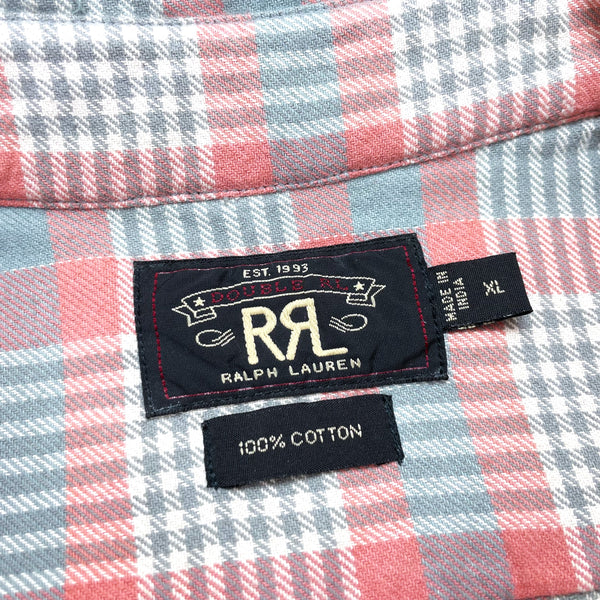 EST. 1993
DOUBLE RL
RRL
RALPH LAUREN
MADE IN
INDIA
XL
100% COTTON